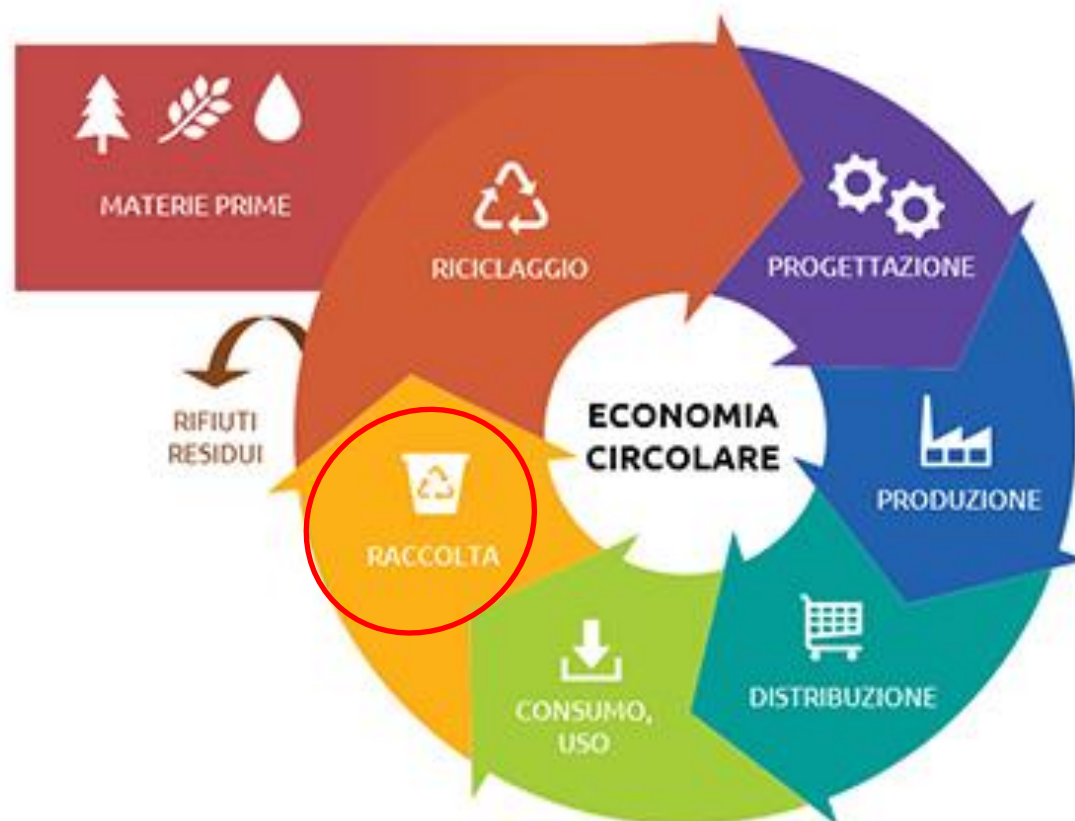 MATERIE PRIME
RICICLAGGIO
PROGETTAZIONE
RIFIUTI
RESIDUI
ECONOMIA
CIRCOLARE
PRODUZIONE
RACCOLTA
DISTRIBUZIONE
CONSUMO,
USO